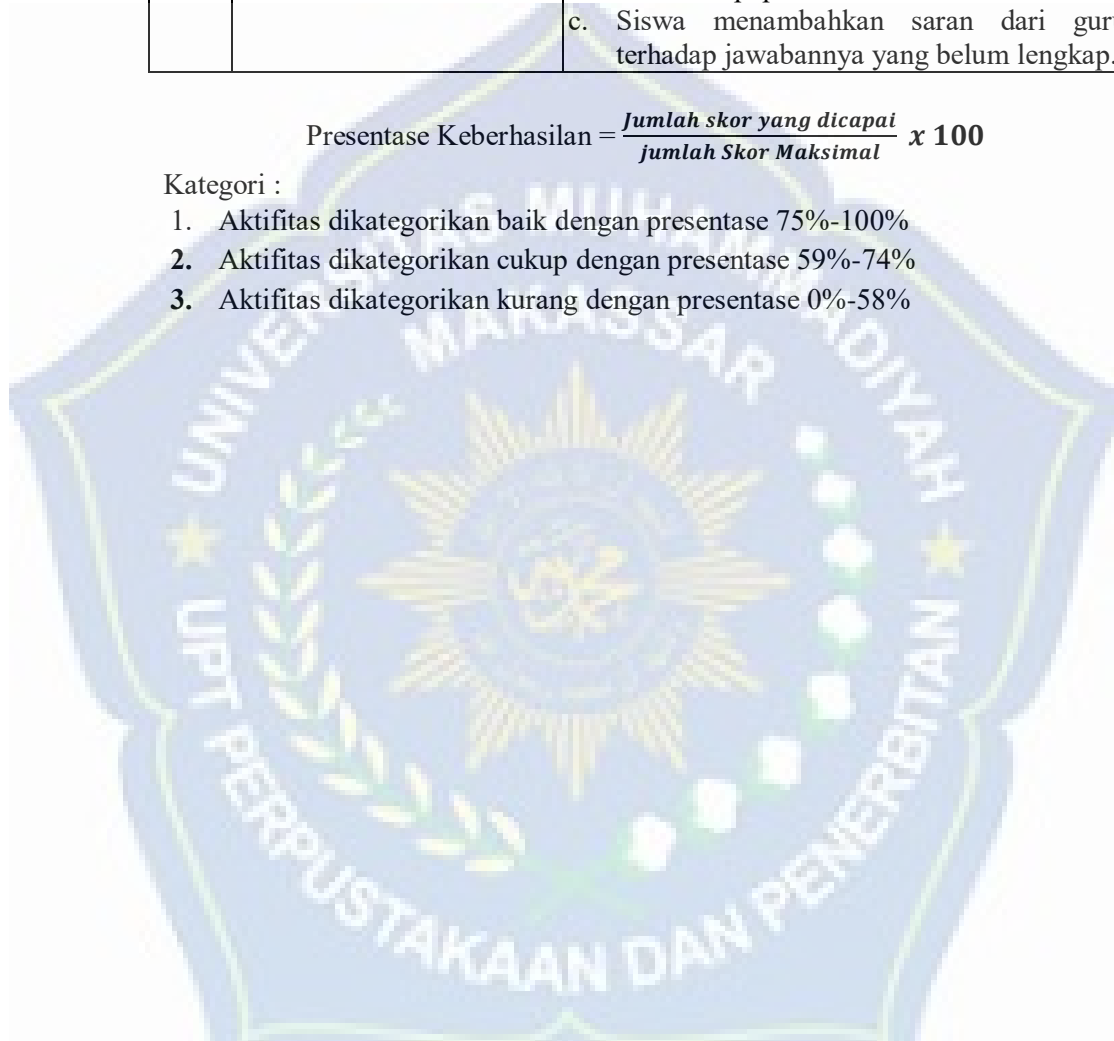 c. Siswa menambahkan saran dari
terhadap jawabannya yang belum lengkap.
Presentase Keberhasilan = Jumlah skor yang dicapai / jumlah Skor Maksimal x 100
Kategori :
1. Aktifitas dikategorikan baik dengan presentase 75%-100%
2. Aktifitas dikategorikan cukup dengan presentase 59%-74%
3. Aktifitas dikategorikan kurang dengan presentase 0%-58%
UNIVERSITAS MUHAMMADIYAH
MAKASSAR
UPT PERPUSTAKAAN DAN PENERBITAN